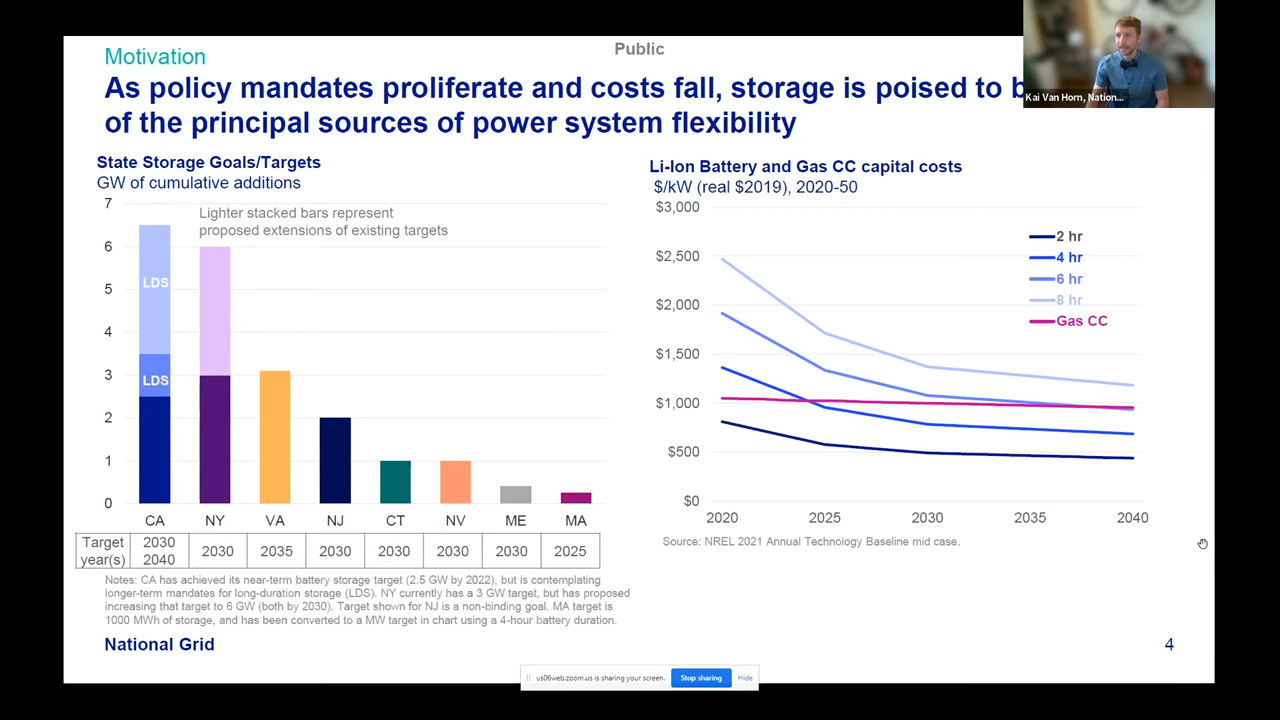 Public
Motivation
As policy mandates proliferate and costs fall, storage is poised to
of the principal sources of power system flexibility
Kai Van Horn, Nation...
State Storage Goals/Targets
GW of cumulative additions
7
6
5
4
3
2
1
0
Lighter stacked bars represent
proposed extensions of existing targets
LDS
LDS
CA NY VA NJ CT NV ME MA
Target year(s)
2030 2040
2030
2035
2030
2030
2030
2030
2025
Notes: CA has achieved its near-term battery storage target (2.5 GW by 2022), but is contemplating
longer-term mandates for long-duration storage (LDS). NY currently has a 3 GW target, but has proposed
increasing that target to 6 GW (both by 2030). Target shown for NJ is a non-binding goal. MA target is
1000 MWh of storage, and has been converted to a MW target in chart using a 4-hour battery duration.
Li-Ion Battery and Gas CC capital costs
$/kW (real $2019), 2020-50
$3,000
$2,500
$2,000
$1,500
$1,000
$500
$0
2 hr
4 hr
6 hr
8 hr
Gas CC
2020 2025 2030 2035 2040
Source: NREL 2021 Annual Technology Baseline mid case.
National Grid
4
us06web.zoom.us is sharing your screen.
Stop sharing
Hide